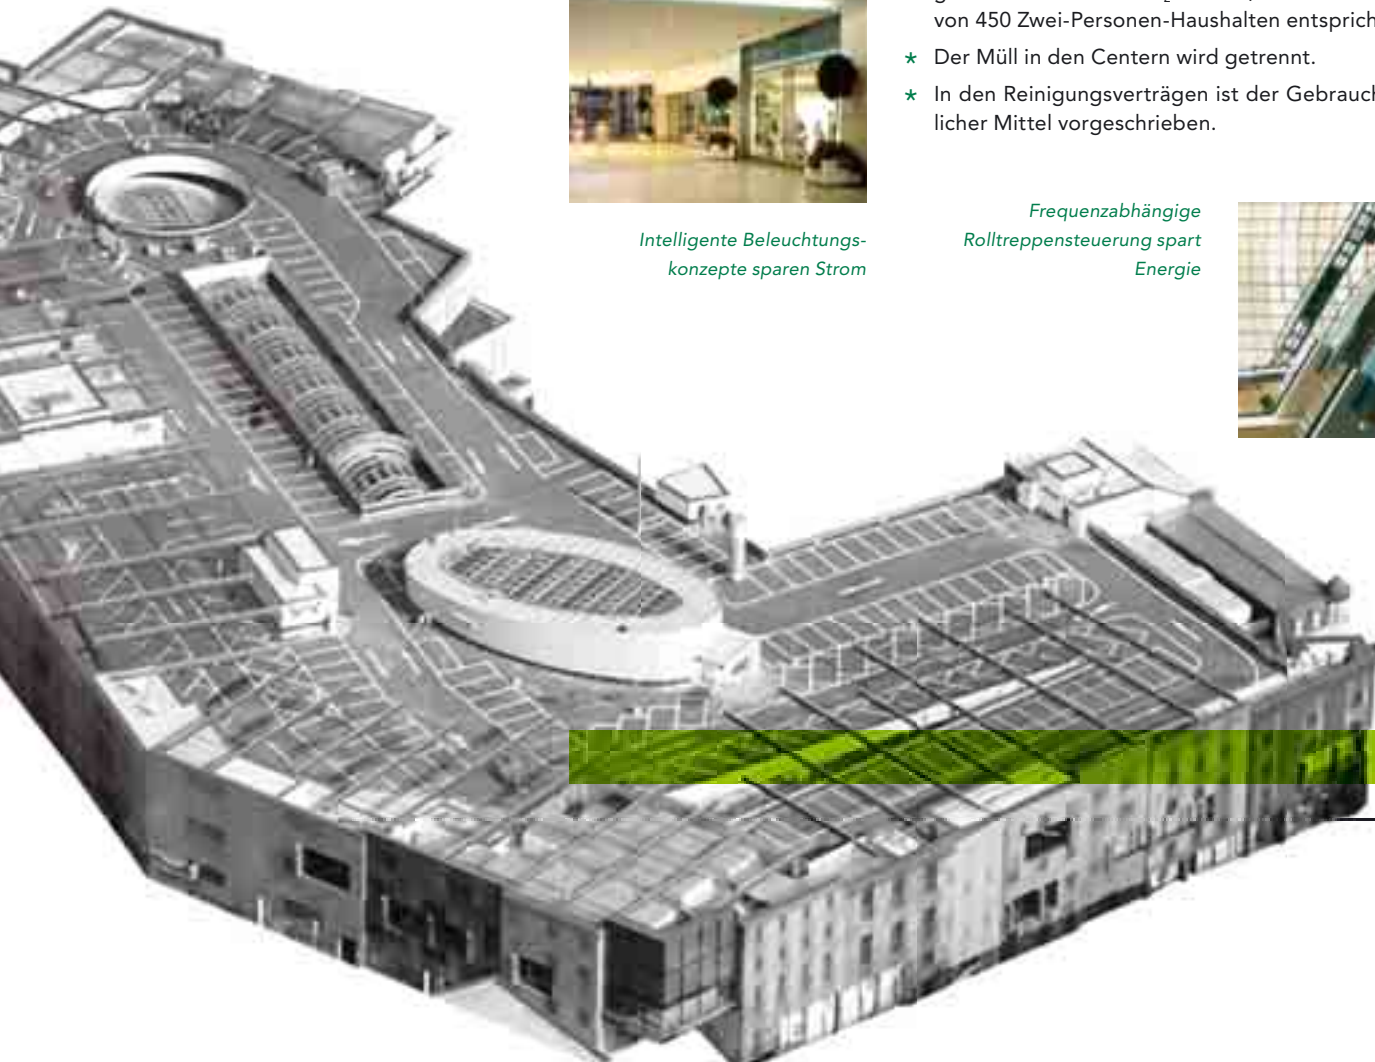 von 450 Zwei-Personen-Haushalten entsprich
* Der Müll in den Centern wird getrennt.
* In den Reinigungsverträgen ist der Gebrauch
licher Mittel vorgeschrieben.
Intelligente Beleuchtungs-
konzepte sparen Strom
Frequenzabhängige
Rolltreppensteuerung spart
Energie